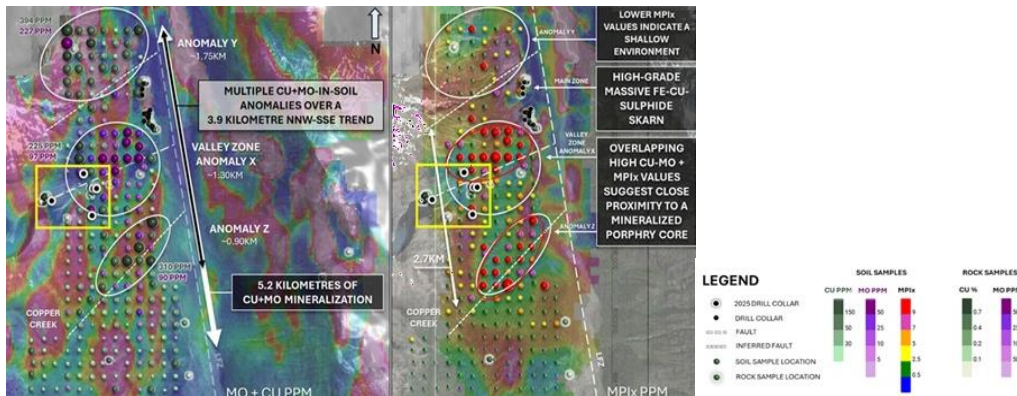 394 PPM
227 PPM
N
ANOMALY Y
~1.75KM
MULTIPLE CU+MO-IN-SOIL
ANOMALIES OVER A
3.9 KILOMETRE NNW-SSE TREND
225 PPM
97 PPM
VALLEY ZONE
ANOMALY X
~1.30KM
ANOMALY Z
~0.90KM
310 PPM
90 PPM
5.2 KILOMETRES OF
CU+MO MINERALIZATION
COPPER
CREEK
LFZ
MO + CU PPM
LOWER MPIx
VALUES INDICATE A
SHALLOW
ENVIRONMENT
ANOMALY Y
MAIN ZONE
HIGH-GRADE
MASSIVE FE-CU-
SULPHIDE
SKARN
VALLEY
ZONE
ANOMALY X
OVERLAPPING
HIGH CU-MO +
MPIx VALUES
SUGGEST CLOSE
PROXIMITY TO A
MINERALIZED
PORPHRY CORE
ANOMALY Z
2.7KM
COPPER
CREEK
LFZ
MPIx PPM
LEGEND
2025 DRILL COLLAR
DRILL COLLAR
FAULT
INFERRED FAULT
SOIL SAMPLE LOCATION
ROCK SAMPLE LOCATION
SOIL SAMPLES
CU PPM MO PPM MPIx
150 50 9
50 25 7
30 10 5
5 2.5
0.5
ROCK SAMPLES
CU %
0.7
0.4
0.2
0.1